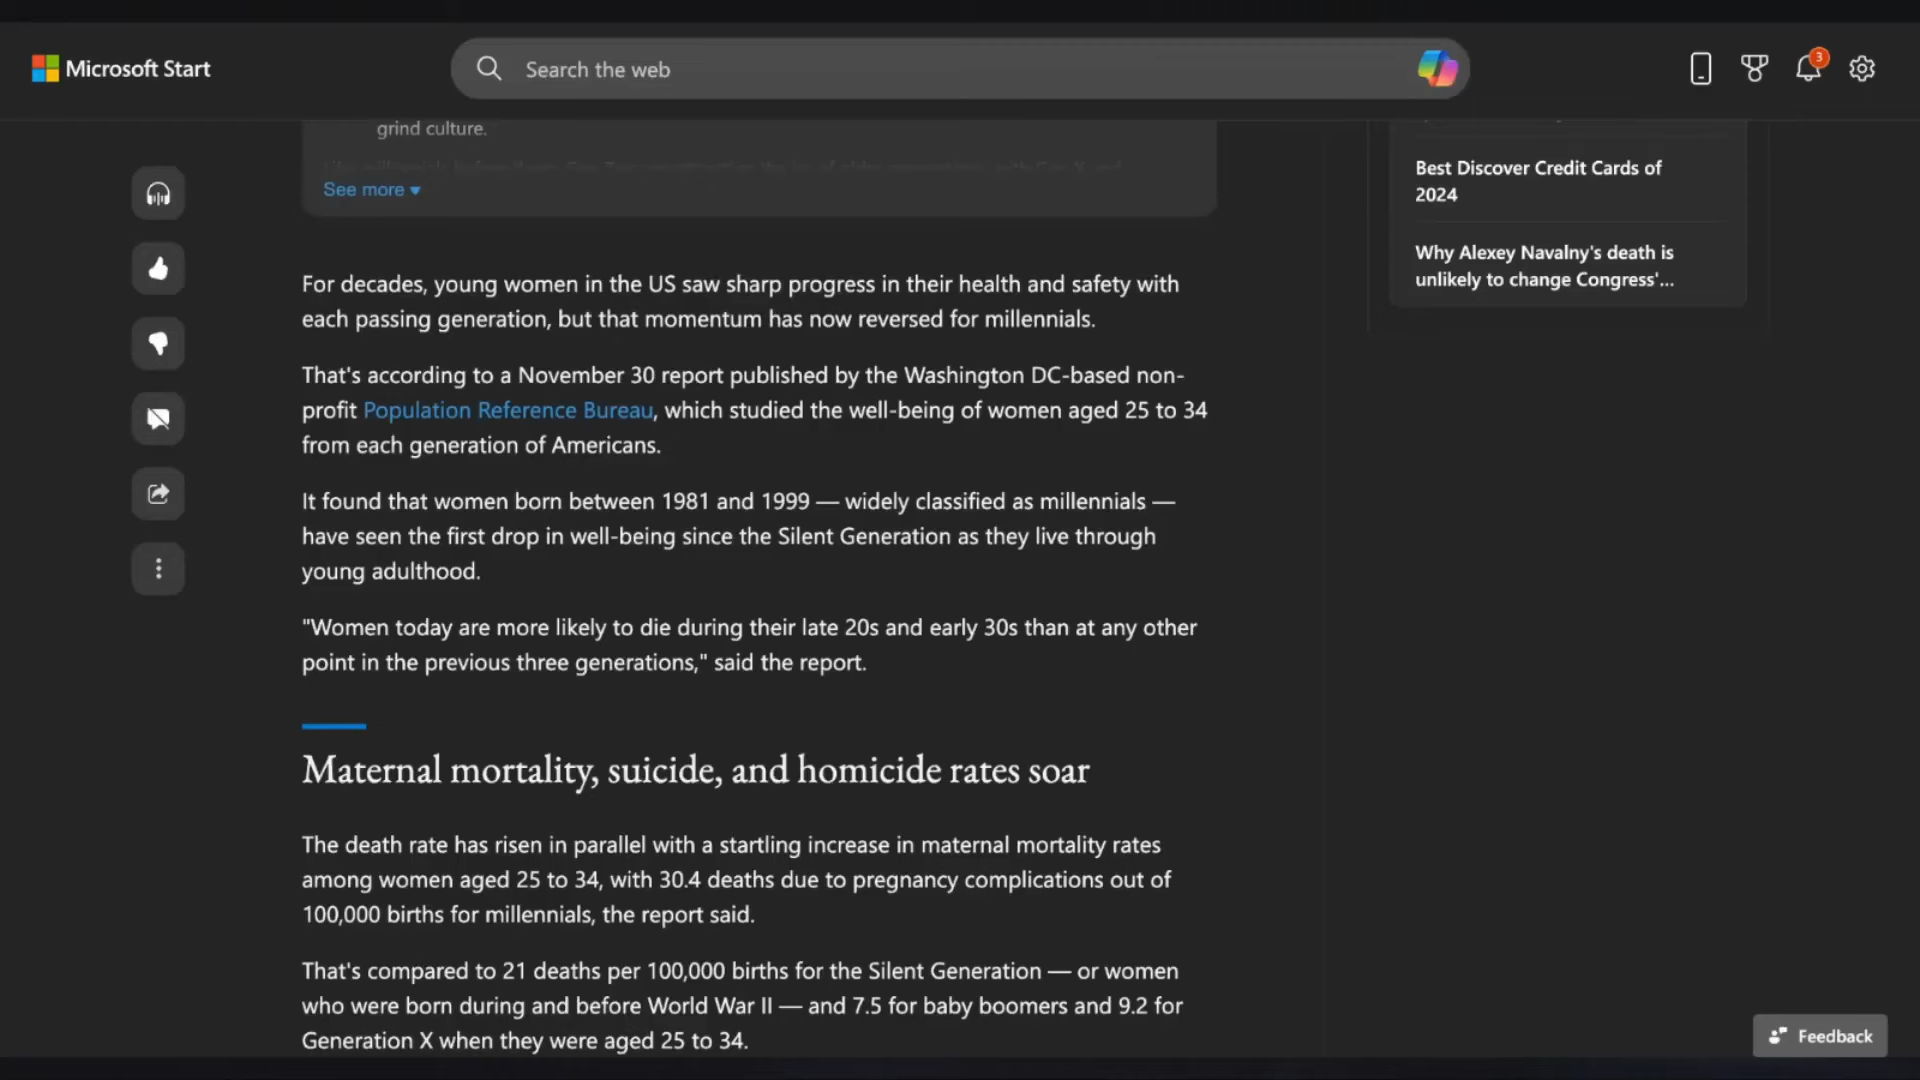 Microsoft Start
Search the web
3
grind culture.
See more
For decades, young women in the US saw sharp progress in their health and safety with
each passing generation, but that momentum has now reversed for millennials.
That's according to a November 30 report published by the Washington DC-based non-
profit Population Reference Bureau, which studied the well-being of women aged 25 to 34
from each generation of Americans.
It found that women born between 1981 and 1999 — widely classified as millennials —
have seen the first drop in well-being since the Silent Generation as they live through
young adulthood.
"Women today are more likely to die during their late 20s and early 30s than at any other
point in the previous three generations," said the report.
Maternal mortality, suicide, and homicide rates soar
The death rate has risen in parallel with a startling increase in maternal mortality rates
among women aged 25 to 34, with 30.4 deaths due to pregnancy complications out of
100,000 births for millennials, the report said.
That's compared to 21 deaths per 100,000 births for the Silent Generation — or women
who were born during and before World War II — and 7.5 for baby boomers and 9.2 for
Generation X when they were aged 25 to 34.
Best Discover Credit Cards of
2024
Why Alexey Navalny's death is
unlikely to change Congress'...
Feedback